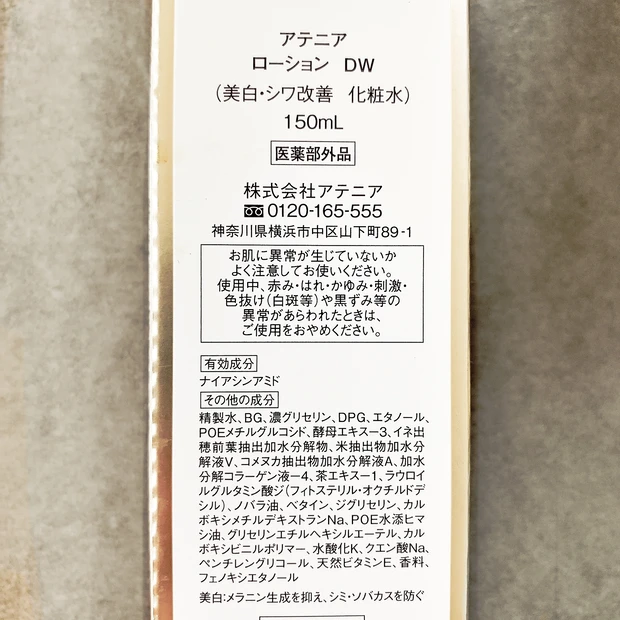 アテニア
ローション DW
(美白・シワ改善 化粧水)
150mL
医薬部外品
株式会社アテニア
0120-165-555
神奈川県横浜市中区山下町89-1
お肌に異常が生じていないか
よく注意してお使いください。
使用中、赤み・はれ・かゆみ・刺激・
色抜け(白斑等)や黒ずみ等の
異常があらわれたときは、
ご使用をおやめください。
有効成分
ナイアシンアミド
その他の成分
精製水、BG、濃グリセリン、DPG、エタノール、
POEメチルグルコシド、酵母エキス-3、イネ出
穂前葉抽出加水分解物、米抽出物加水分
解液V、コメヌカ抽出物加水分解液A、加水
分解コラーゲン液-4、茶エキス-1、ラウロイ
ルグルタミン酸ジ(フィトステリル・オクチルドデ
シル)、ノバラ油、ベタイン、ジグリセリン、カル
ボキシメチルデキストランNa、POE水添ヒマ
シ油、グリセリンエチルヘキシルエーテル、カル
ボキシビニルポリマー、水酸化K、クエン酸Na、
ペンチレングリコール、天然ビタミンE、香料、
フェノキシエタノール
美白:メラニン生成を抑え、シミ・ソバカスを防ぐ